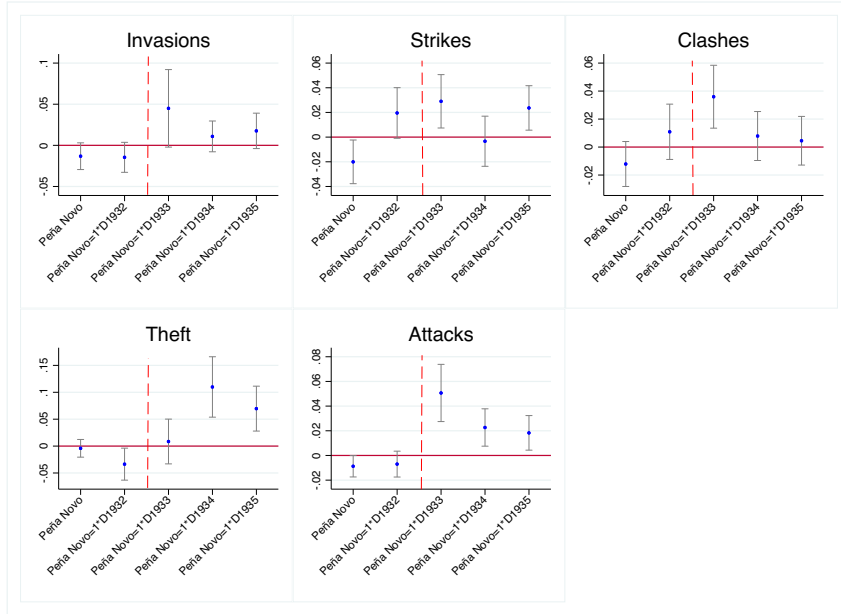 Invasions
.1
.05
0
-.05
Peña Novo
Peña Novo=1*D1932
Peña Novo=1*D1933
Peña Novo=1*D1934
Peña Novo=1*D1935
Strikes
.06
.04
.02
0
-.02
-.04
Peña Novo
Peña Novo=1*D1932
Peña Novo=1*D1933
Peña Novo=1*D1934
Peña Novo=1*D1935
Clashes
.06
.04
.02
0
-.02
Peña Novo
Peña Novo=1*D1932
Peña Novo=1*D1933
Peña Novo=1*D1934
Peña Novo=1*D1935
Theft
.15
.1
.05
0
-.05
Peña Novo
Peña Novo=1*D1932
Peña Novo=1*D1933
Peña Novo=1*D1934
Peña Novo=1*D1935
Attacks
.08
.06
.04
.02
0
-.02
Peña Novo
Peña Novo=1*D1932
Peña Novo=1*D1933
Peña Novo=1*D1934
Peña Novo=1*D1935